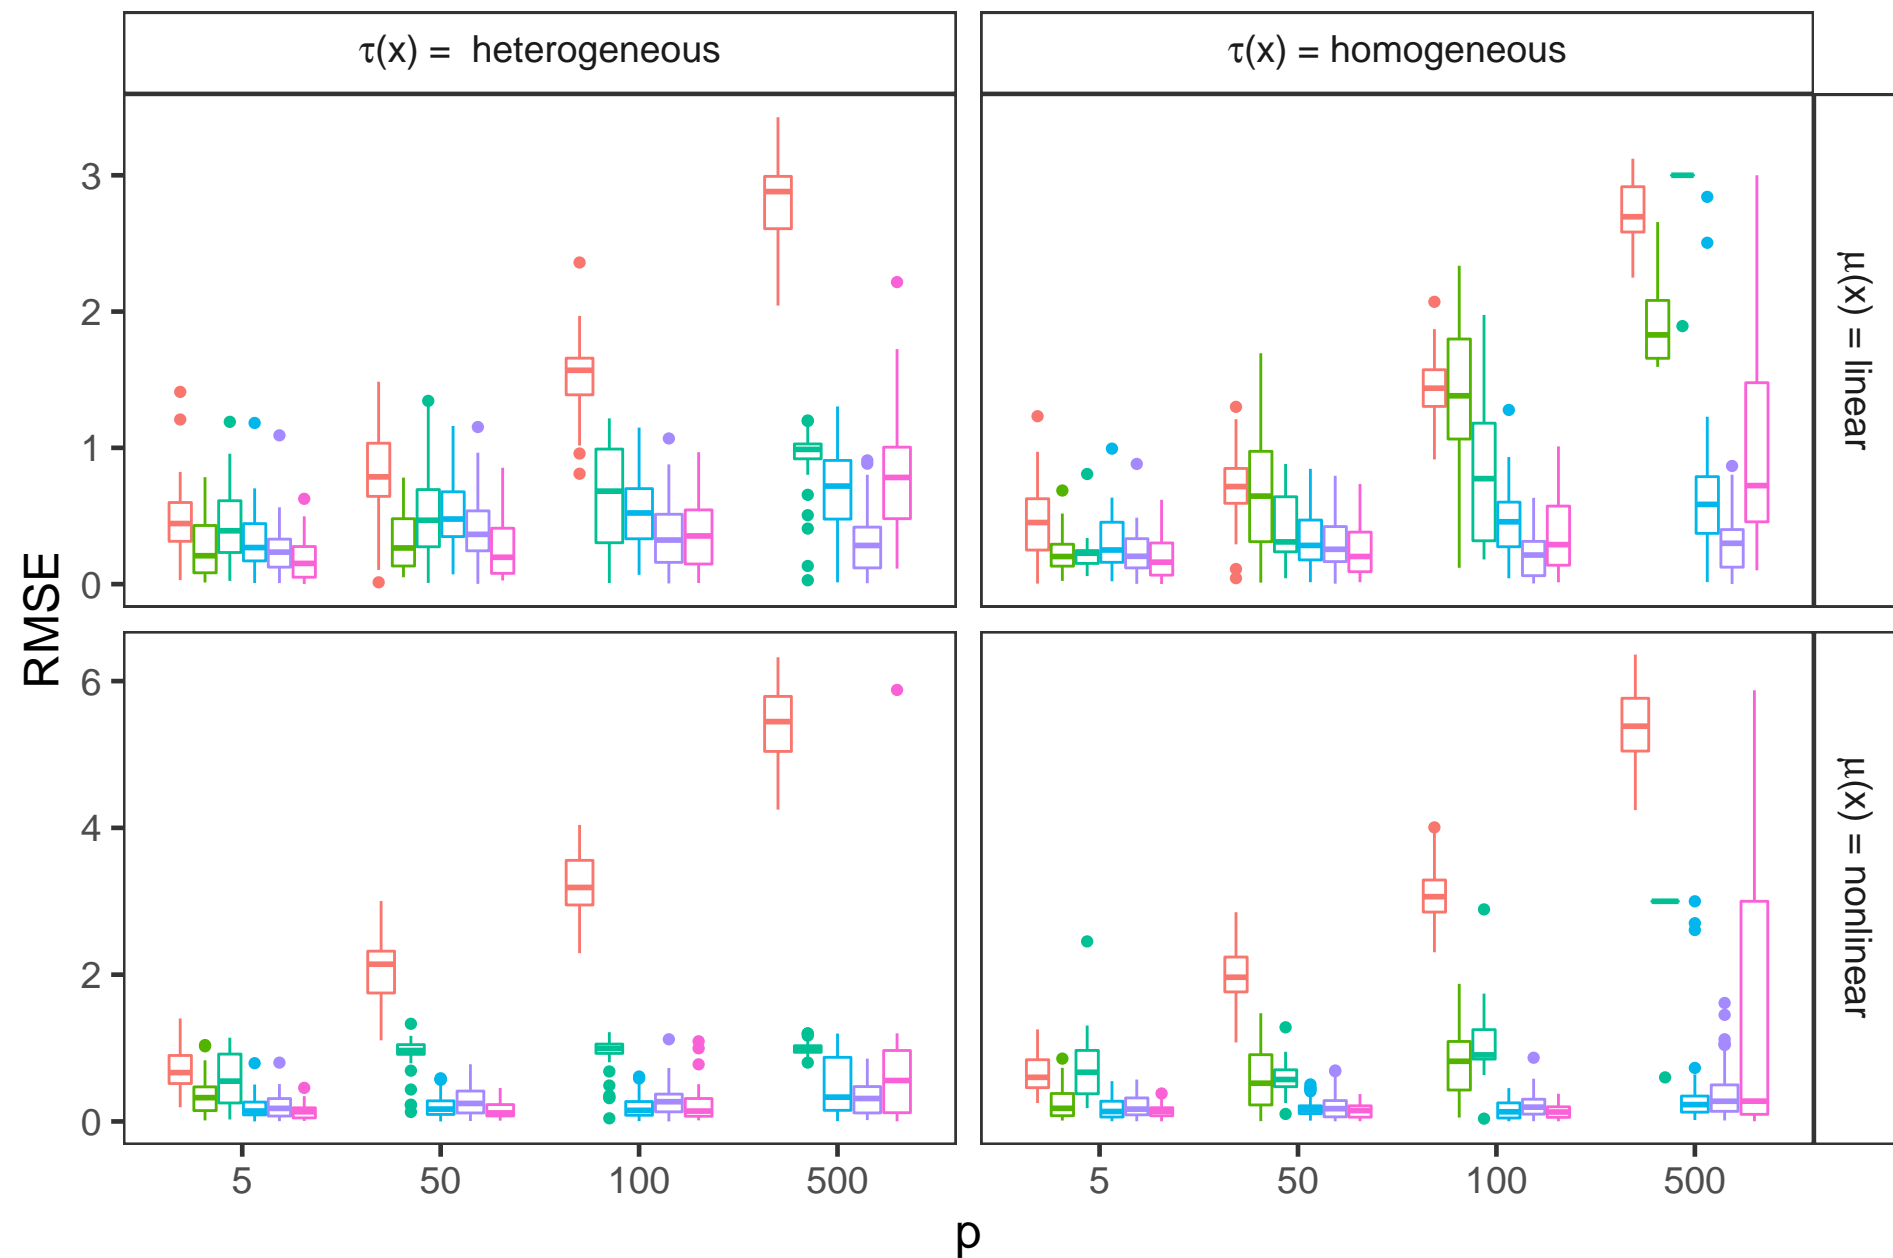 τ(x) = heterogeneous
τ(x) = homogeneous
RMSE
3
2
1
0
μ(x) = linear
6
4
2
0
μ(x) = nonlinear
5 50 100 500
5 50 100 500
p